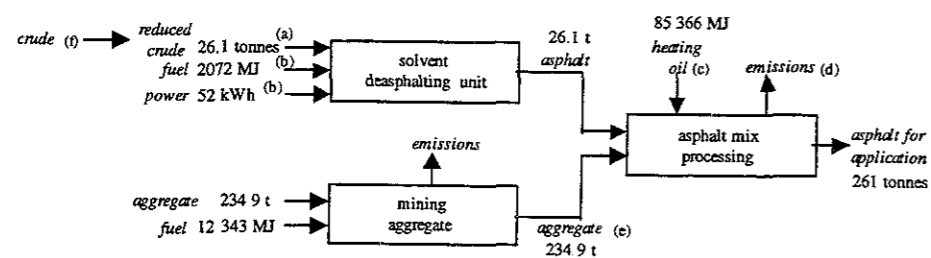 crude (f)
reduced
crude 26.1 tonnes (a)
fuel 2072 MJ (b)
power 52 kWh (b)
solvent
deasphalting unit
26.1 t
asphalt
85 366 MJ
heating
oil (c)
emissions (d)
asphalt mix
processing
asphalt for
application
261 tonnes
emissions
aggregate 234 9 t
fuel 12 343 MJ
mining
aggregate
aggregate (e)
234 9 t